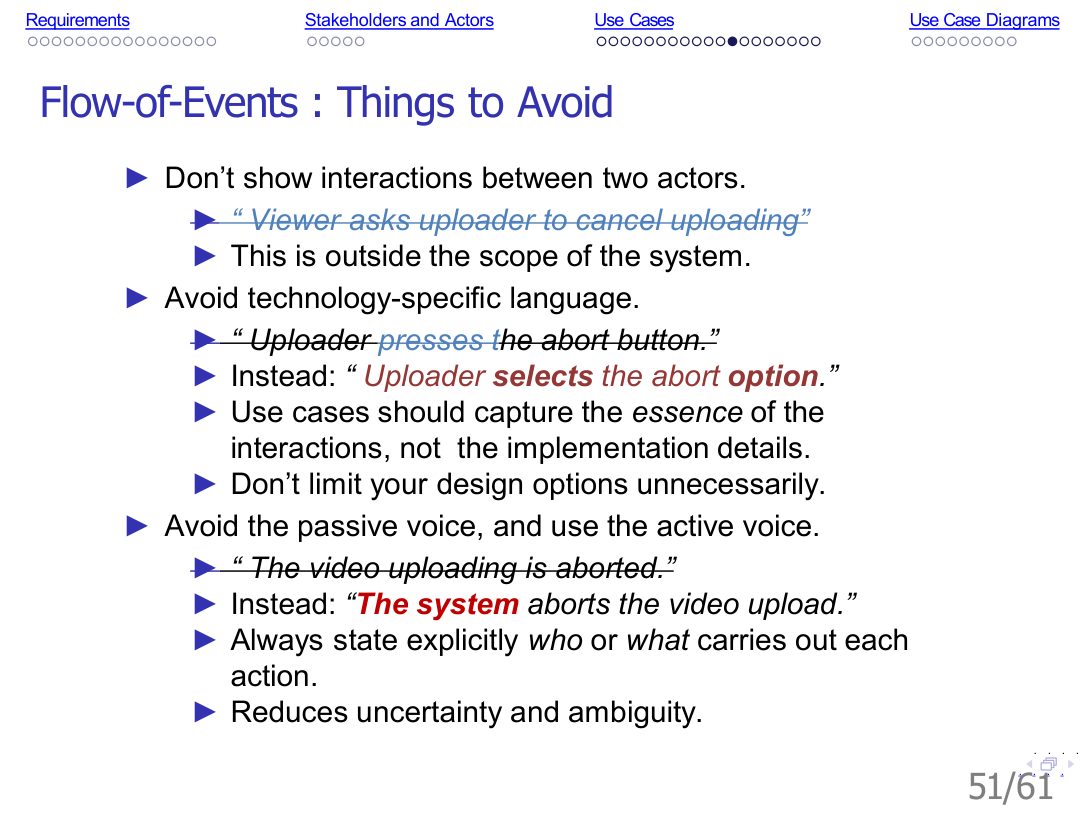 Requirements Stakeholders and Actors Use Cases Use Case Diagrams
Flow-of-Events : Things to Avoid
► Don’t show interactions between two actors.
► “ Viewer asks uploader to cancel uploading”
► This is outside the scope of the system.
► Avoid technology-specific language.
► “ Uploader presses the abort button.”
► Instead: “ Uploader selects the abort option.”
► Use cases should capture the essence of the
interactions, not the implementation details.
► Don’t limit your design options unnecessarily.
► Avoid the passive voice, and use the active voice.
► “ The video uploading is aborted.”
► Instead: “The system aborts the video upload.”
► Always state explicitly who or what carries out each
action.
► Reduces uncertainty and ambiguity.
51/61